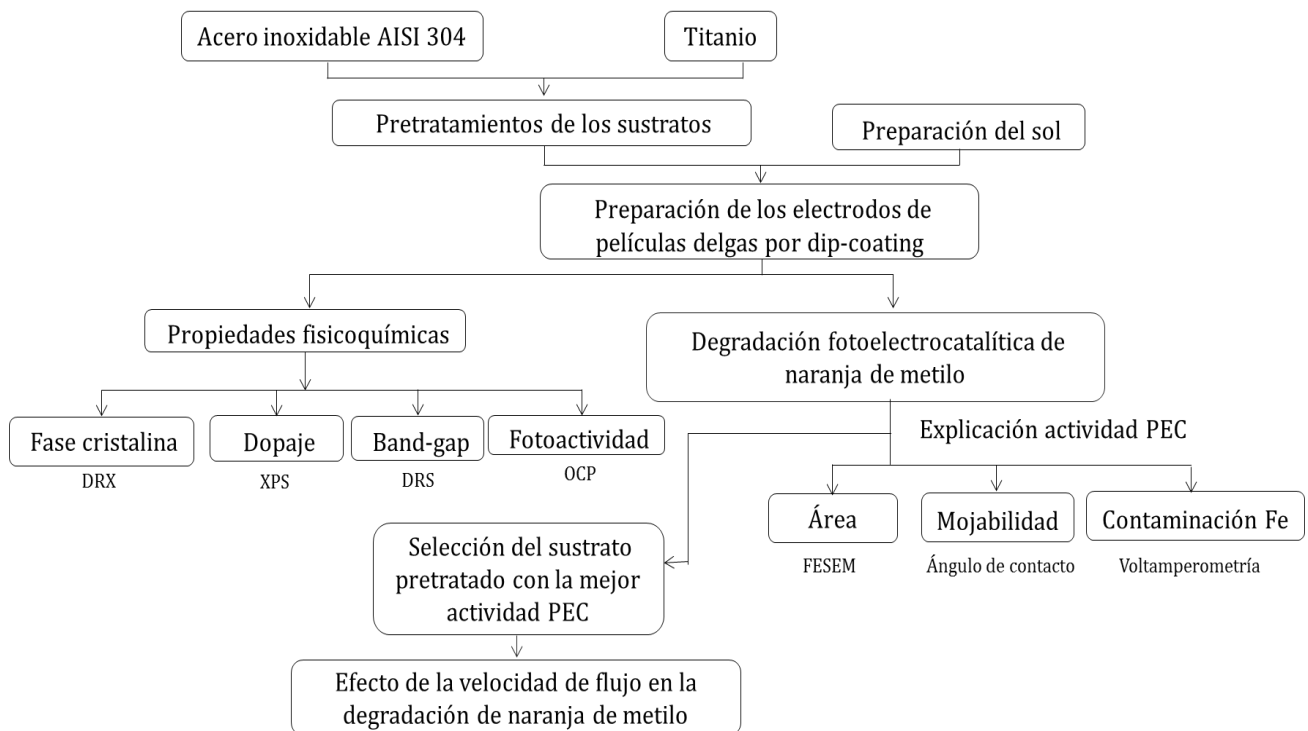 Acero inoxidable AISI 304
Titanio
Pretratamientos de los sustratos
Preparación del sol
Preparación de los electrodos de
películas delgas por dip-coating
Propiedades fisicoquímicas
Degradación fotoelectrocatalítica de
naranja de metilo
Fase cristalina
Dopaje
Band-gap
Fotoactividad
DRX
XPS
DRS
OCP
Explicación actividad PEC
Área
Mojabilidad
Contaminación Fe
FESEM
Ángulo de contacto
Voltamperometría
Selección del sustrato
pretratado con la mejor
actividad PEC
Efecto de la velocidad de flujo en la
degradación de naranja de metilo